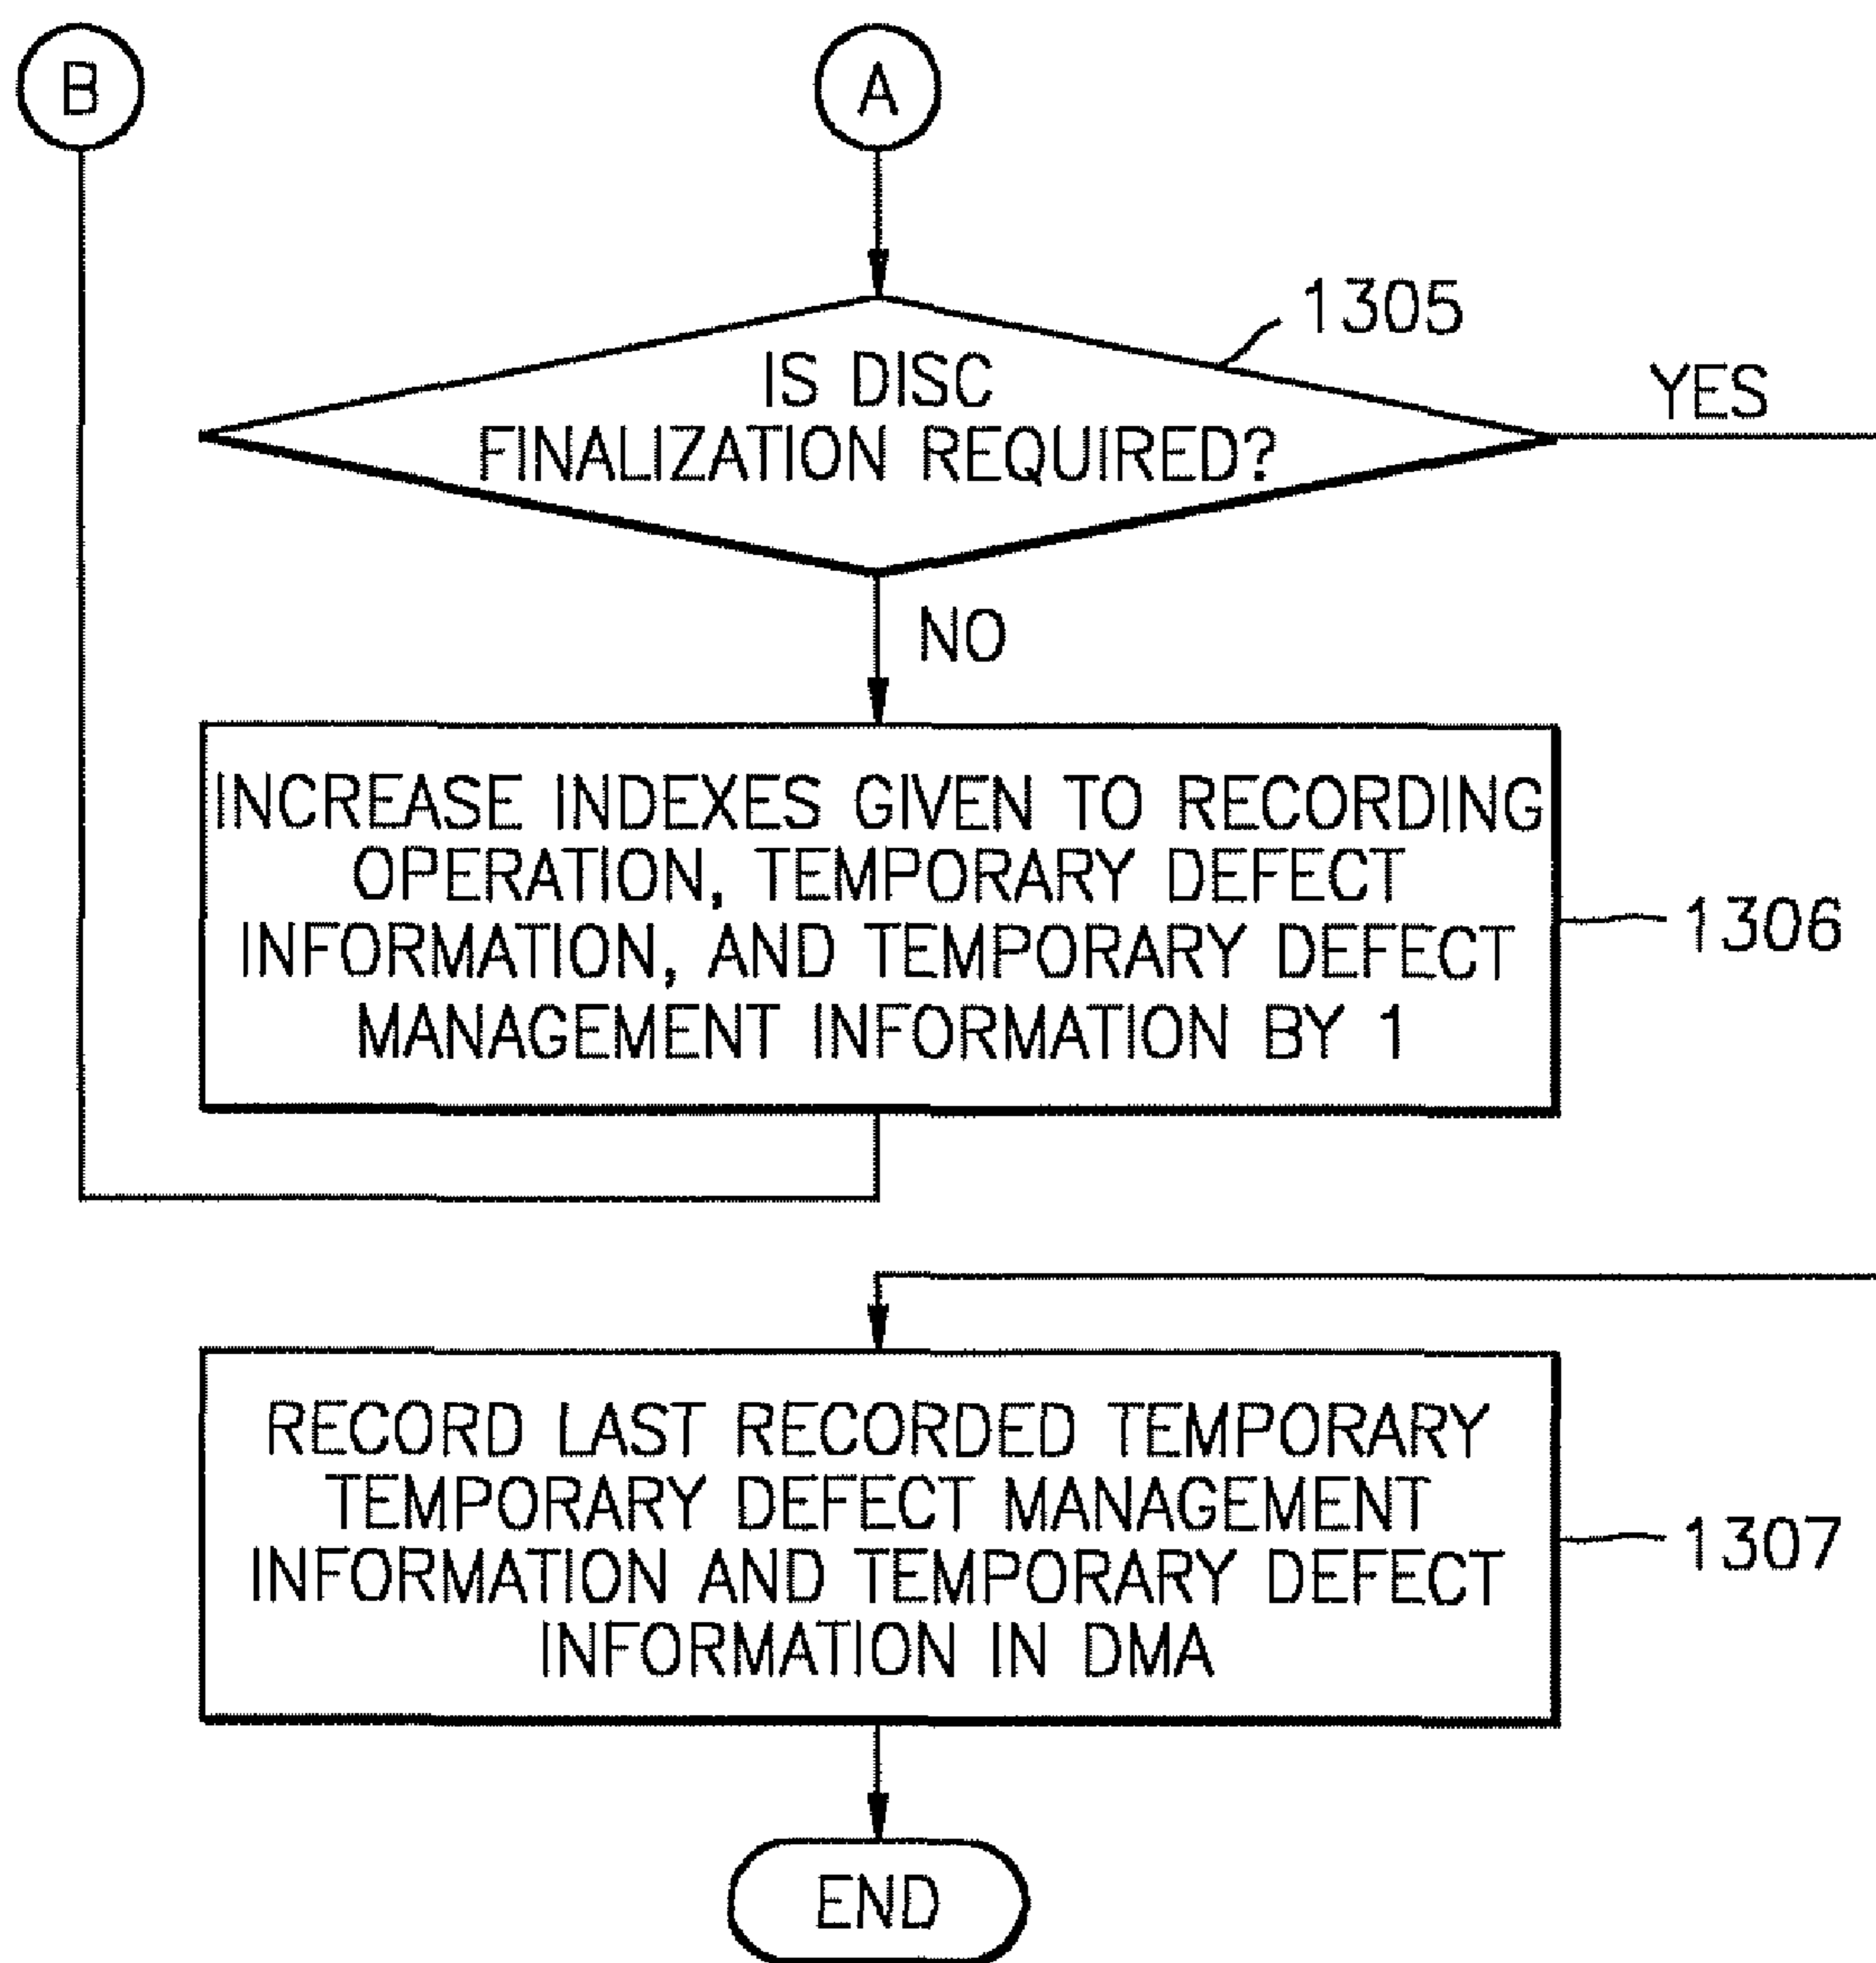 B
A
1305
IS DISC
FINALIZATION REQUIRED?
YES
NO
INCREASE INDEXES GIVEN TO RECORDING
OPERATION, TEMPORARY DEFECT
INFORMATION, AND TEMPORARY DEFECT
MANAGEMENT INFORMATION BY 1
1306
RECORD LAST RECORDED TEMPORARY
TEMPORARY DEFECT MANAGEMENT
INFORMATION AND TEMPORARY DEFECT
INFORMATION IN DMA
1307
END